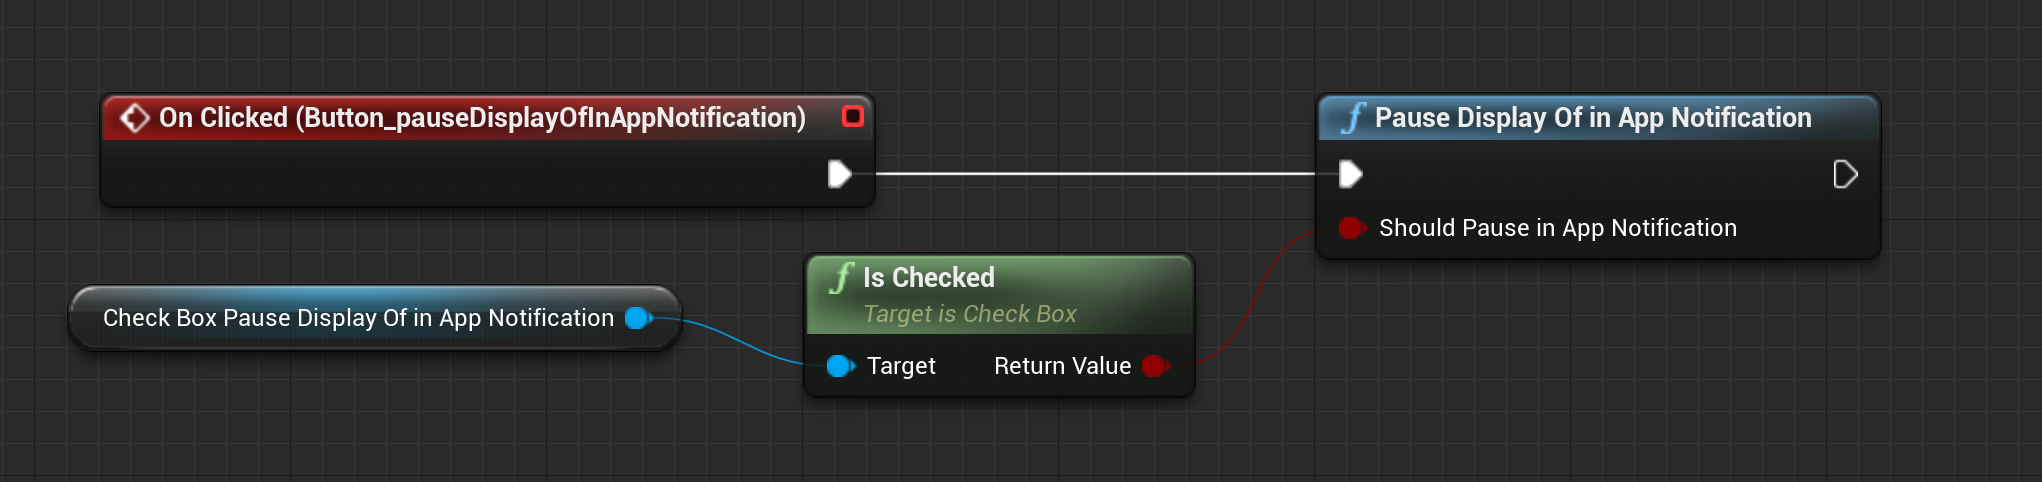 On Clicked (Button_pauseDisplayOfInAppNotification)
Pause Display Of in App Notification
Should Pause in App Notification
Check Box Pause Display Of in App Notification
f Is Checked
Target is Check Box
Target Return Value